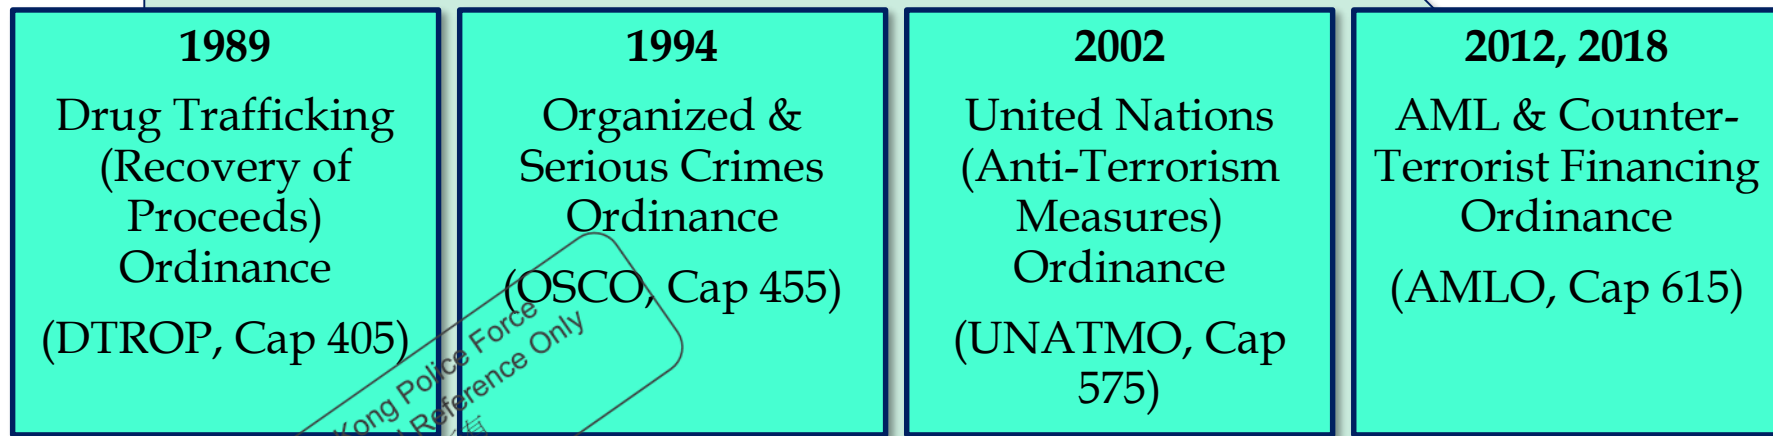 1989
Drug Trafficking
(Recovery of
Proceeds)
Ordinance
(DTROP, Cap 405)
1994
Organized &
Serious Crimes
Ordinance
(OSCO, Cap 455)
2002
United Nations
(Anti-Terrorism
Measures)
Ordinance
(UNATMO, Cap
575)
2012, 2018
AML & Counter-
Terrorist Financing
Ordinance
(AMLO, Cap 615)
Kong Police Force
Reference Only